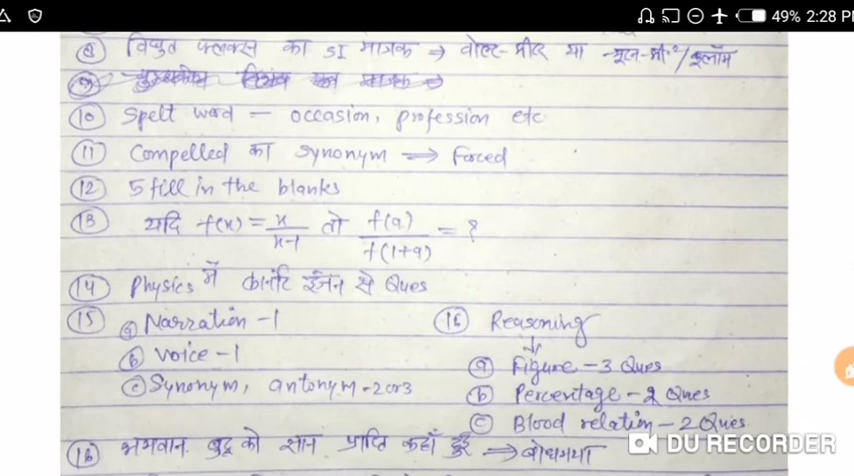 49% 2:28 PM
⑧ विद्युत फ्लक्स का SI मात्रक → वोल्ट-मीटर या न्यूटन-मी²/कूलॉम
⑩ Spelt word – occasion, profession etc
⑪ Compelled का synonym ⇒ Forced
⑫ 5 fill in the blanks
⑬ यदि f(x) = x/x-1 तो f(a)/f(1+a) = ?
⑭ Physics में कार्नाट इंजन से Ques
⑮ ⓐ Narration -1
ⓑ voice -1
ⓒ Synonym, antonym - 2 or 3
⑯ Reasoning
ⓐ Figure – 3 Ques
ⓑ Percentage – 2 Ques
ⓒ Blood relation – 2 Ques
⑯ भगवान बुद्ध को ज्ञान प्राप्ति कहाँ हुई → बोधगया
DU RECORDER